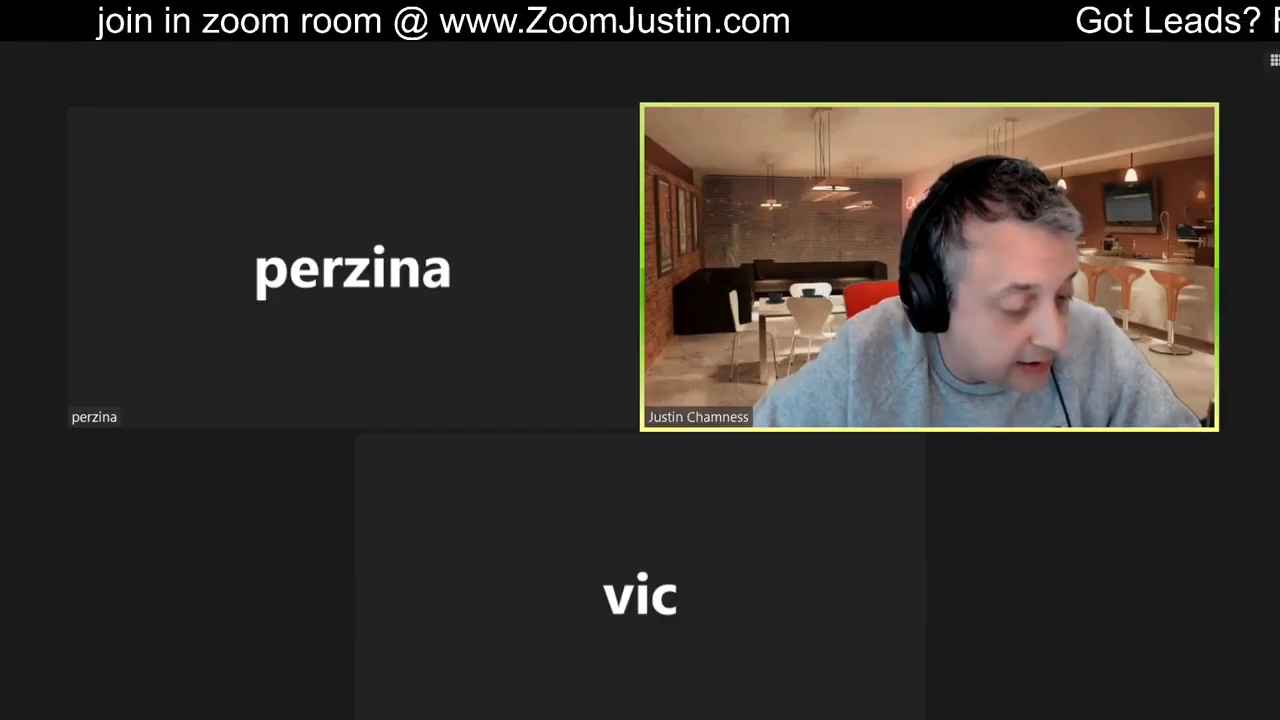 join in zoom room @ www.ZoomJustin.com
Got Leads?
perzina
perzina
Justin Chamness
vic